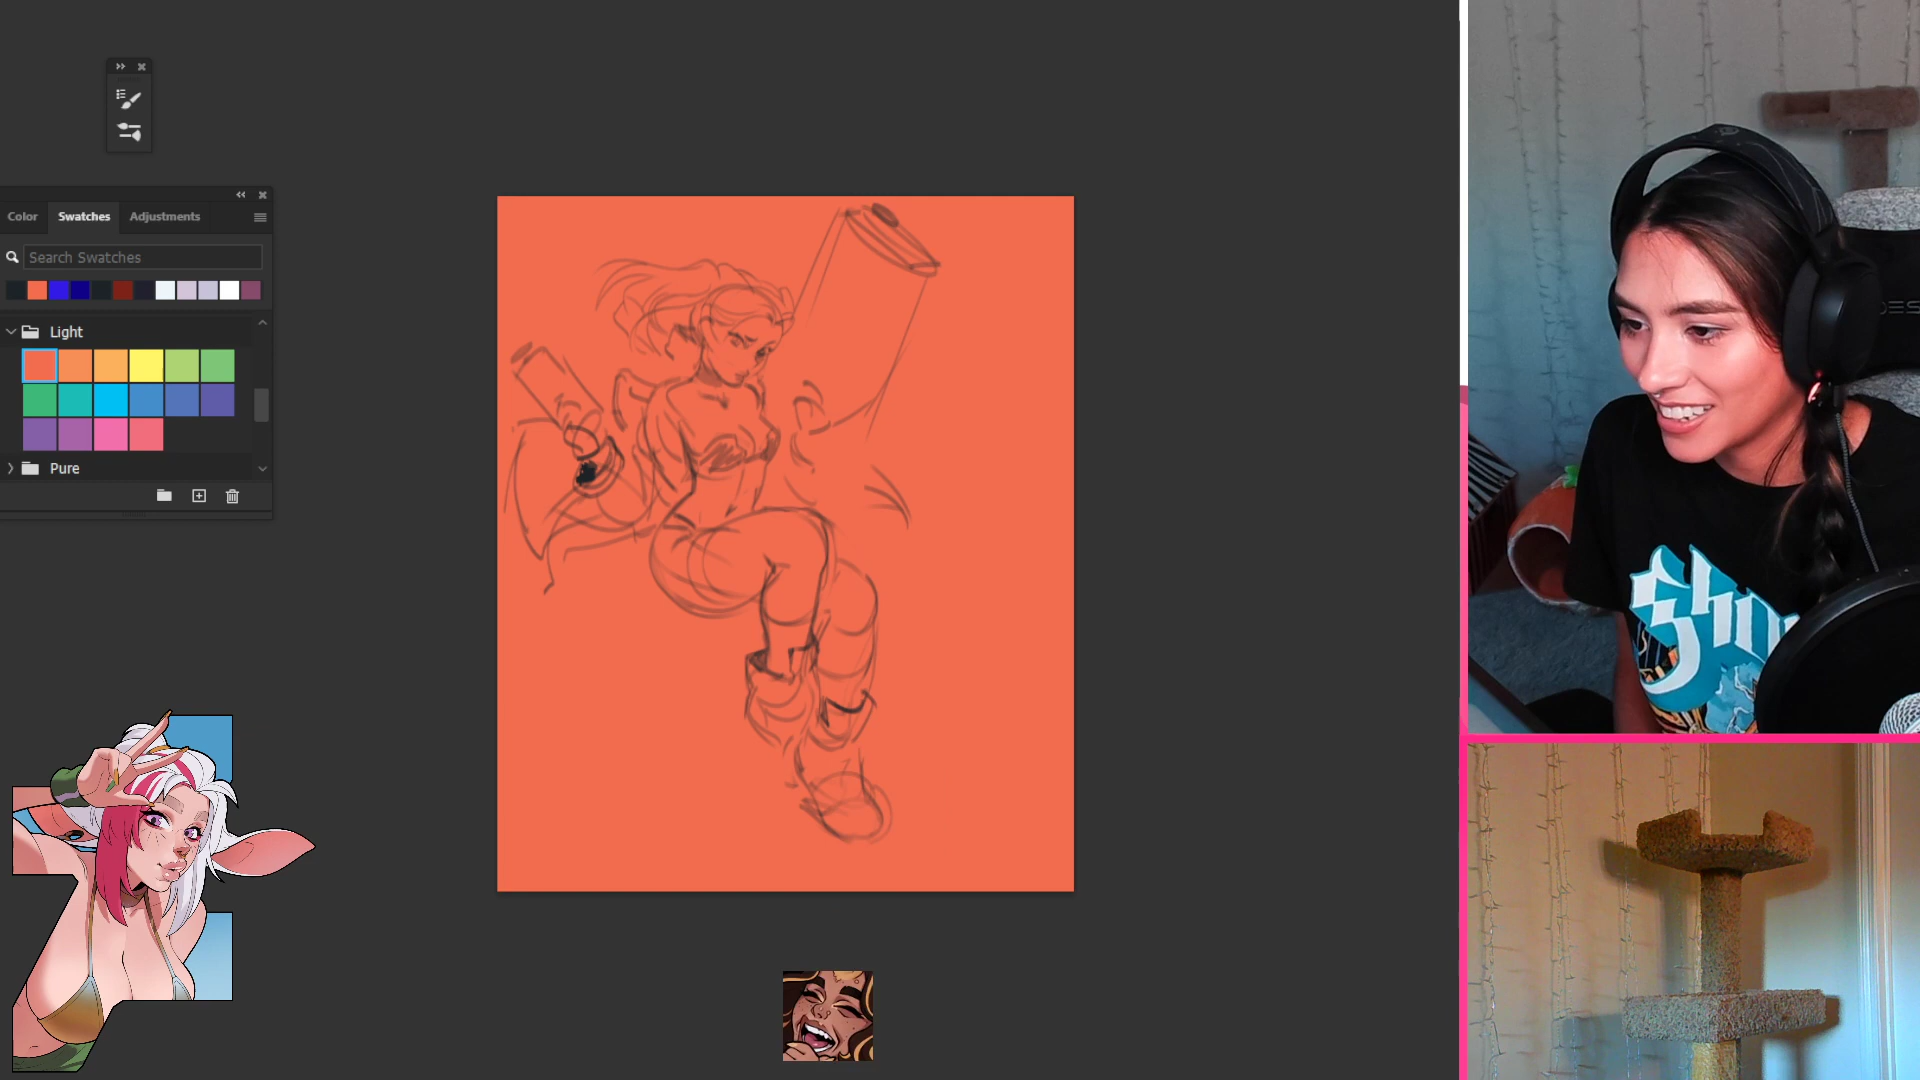 Color
Swatches
Adjustments
Search Swatches
Light
Pure